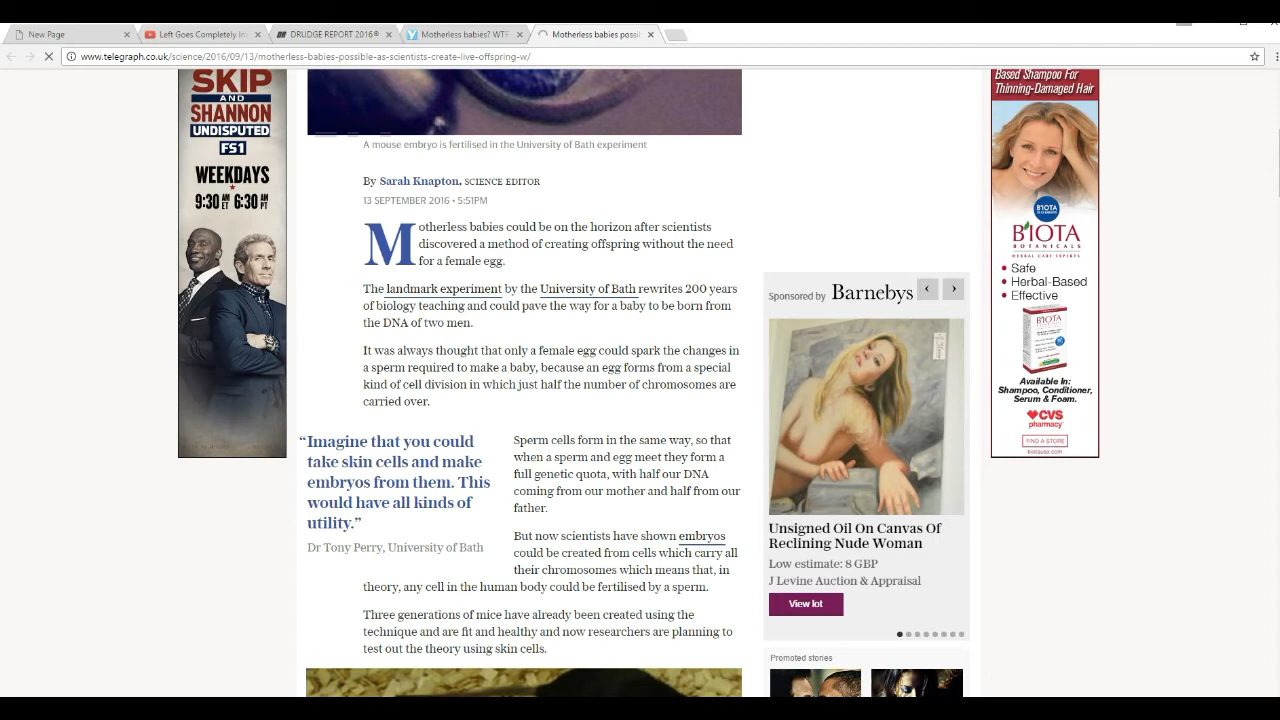 New Page
Left Goes Completely In
DRUDGE REPORT 2016®
Motherless babies? WTF
Motherless babies possi
www.telegraph.co.uk/science/2016/09/13/motherless-babies-possible-as-scientists-create-live-offspring-w/
SKIP
AND
SHANNON
UNDISPUTED
FS1
WEEKDAYS
9:30 AM ET 6:30 AM PT
A mouse embryo is fertilised in the University of Bath experiment
By Sarah Knapton, SCIENCE EDITOR
13 SEPTEMBER 2016 • 5:51PM
Motherless babies could be on the horizon after scientists
discovered a method of creating offspring without the need
for a female egg.
The landmark experiment by the University of Bath rewrites 200 years
of biology teaching and could pave the way for a baby to be born from
the DNA of two men.
It was always thought that only a female egg could spark the changes in
a sperm required to make a baby, because an egg forms from a special
kind of cell division in which just half the number of chromosomes are
carried over.
“Imagine that you could
take skin cells and make
embryos from them. This
would have all kinds of
utility.”
Dr Tony Perry, University of Bath
Sperm cells form in the same way, so that
when a sperm and egg meet they form a
full genetic quota, with half our DNA
coming from our mother and half from our
father.
But now scientists have shown embryos
could be created from cells which carry all
their chromosomes which means that, in
theory, any cell in the human body could be fertilised by a sperm.
Three generations of mice have already been created using the
technique and are fit and healthy and now researchers are planning to
test out the theory using skin cells.
Sponsored by Barnebys
Unsigned Oil On Canvas Of
Reclining Nude Woman
Low estimate: 8 GBP
J Levine Auction & Appraisal
View lot
Promoted stories
Based Shampoo For
Thinning-Damaged Hair
BIOTA
BOTANICALS
HERBAL CARE EXPERTS
• Safe
• Herbal-Based
• Effective
Available In:
Shampoo, Conditioner,
Serum & Foam.
CVS
pharmacy
FIND A STORE
biotausa.com